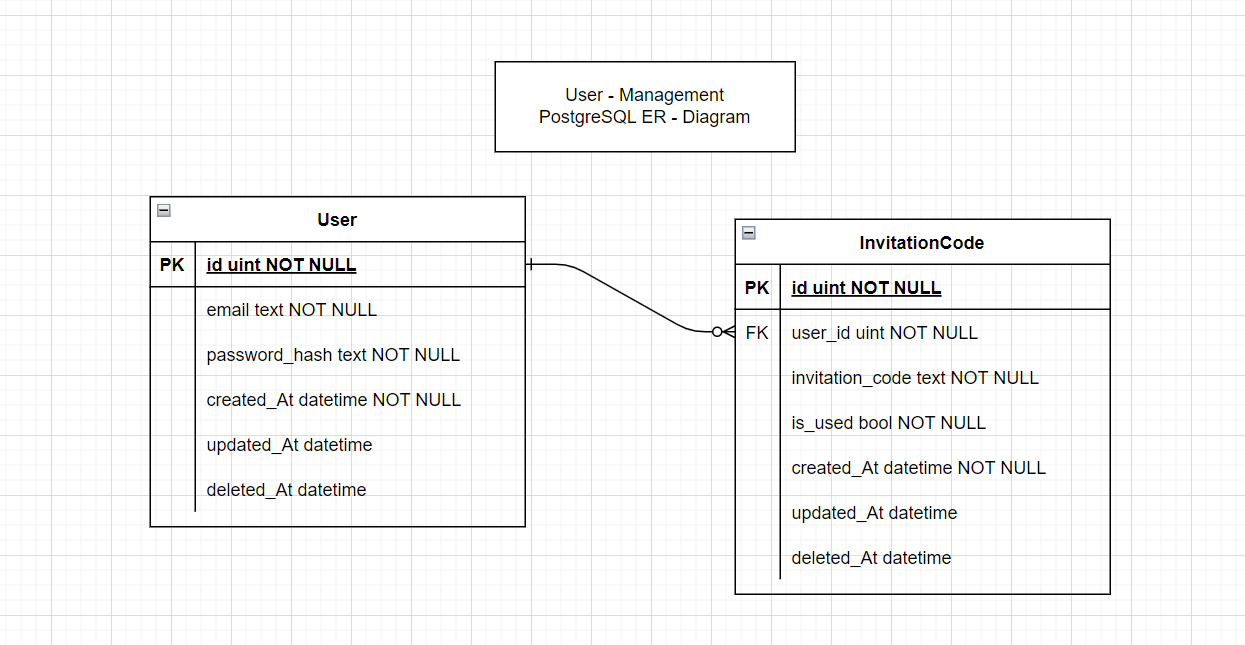 User - Management
PostgreSQL ER - Diagram
User
PK id uint NOT NULL
email text NOT NULL
password_hash text NOT NULL
created_At datetime NOT NULL
updated_At datetime
deleted_At datetime
InvitationCode
PK id uint NOT NULL
FK user_id uint NOT NULL
invitation_code text NOT NULL
is_used bool NOT NULL
created_At datetime NOT NULL
updated_At datetime
deleted_At datetime